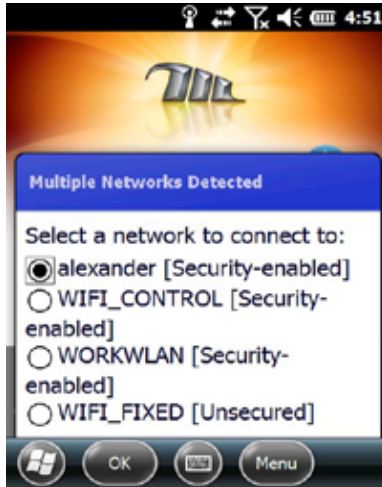 4:51
Multiple Networks Detected
Select a network to connect to:
alexander [Security-enabled]
WIFI_CONTROL [Security-
enabled]
WORKWLAN [Security-
enabled]
WIFI_FIXED [Unsecured]
OK
Menu